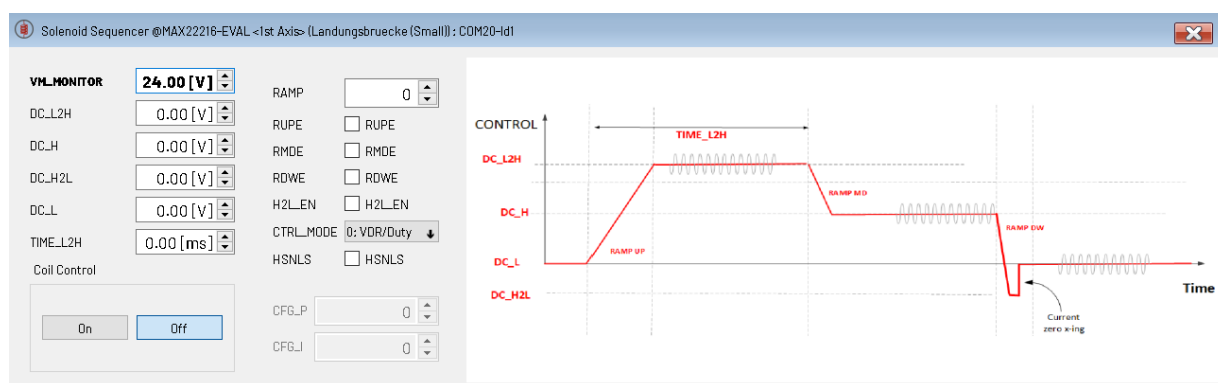 Solenoid Sequencer @MAX22216-EVAL <1st Axis> (Landungsbruecke (Small)) : COM20-Id1
VM_MONITOR 24.00 [V]
DC_L2H 0.00 [V]
DC_H 0.00 [V]
DC_H2L 0.00 [V]
DC_L 0.00 [V]
TIME_L2H 0.00 [ms]
Coil Control
On Off
RAMP 0
RUPE RUPE
RMDE RMDE
RDWE RDWE
H2L_EN H2L_EN
CTRL_MODE 0: VDR/Duty
HSNLS HSNLS
CFG_P 0
CFG_I 0
CONTROL
TIME_L2H
DC_L2H
RAMP MD
DC_H
RAMP DW
RAMP UP
DC_L
DC_H2L
Time
Current
zero x-ing